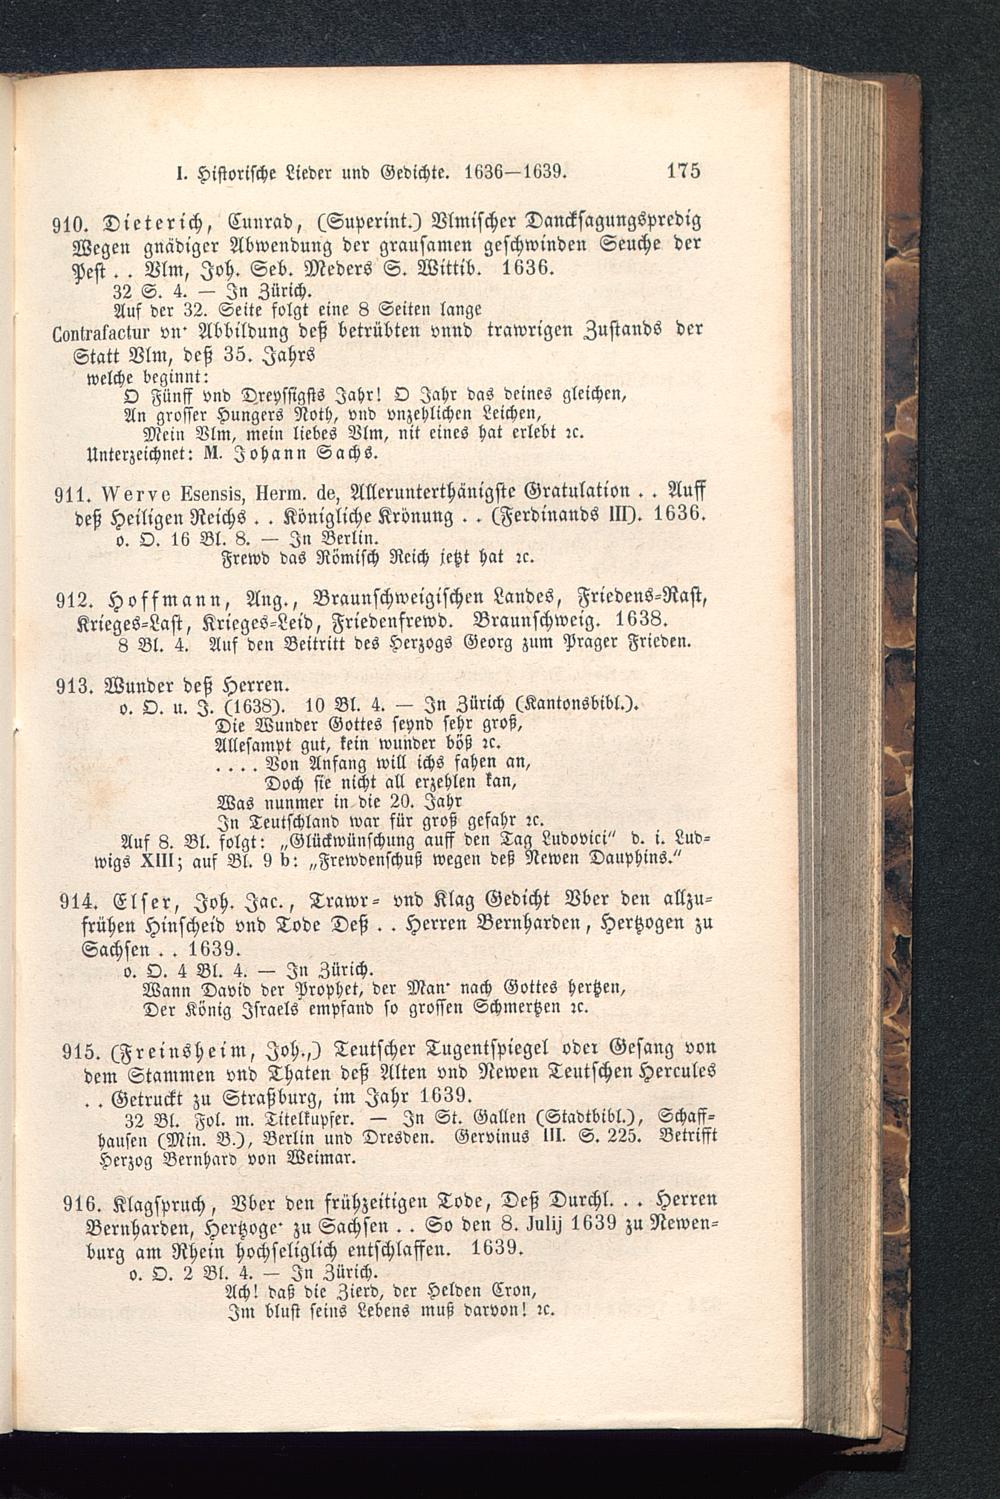 I. Historische Lieder und Gedichte. 1636—1639. 175
910. Dieterich, Cunrad, (Superint.) Vlmischer Dancksagungspredig
Wegen gnädiger Abwendung der grausamen geschwinden Seuche der
Pest . . Vlm, Joh. Seb. Meders S. Wittib. 1636.
32 S. 4. — In Zürich.
Auf der 32. Seite folgt eine 8 Seiten lange
Contrafactur vn· Abbildung deß betrübten vnnd trawrigen Zustands der
Statt Vlm, deß 35. Jahrs
welche beginnt:
O Fünff vnd Dreyssigsts Jahr! O Jahr das deines gleichen,
An grosser Hungers Noth, vnd vnzehlichen Leichen,
Mein Vlm, mein liebes Vlm, nit eines hat erlebt ꝛc.
Unterzeichnet: M. Johann Sachs.
911. Werve Esensis, Herm. de, Allerunterthänigste Gratulation . . Auff
deß Heiligen Reichs . . Königliche Krönung . . (Ferdinands III). 1636.
o. O. 16 Bl. 8. — In Berlin.
Frewd das Römisch Reich jetzt hat ꝛc.
912. Hoffmann, Aug., Braunschweigischen Landes, Friedens-Rast,
Krieges-Last, Krieges-Leid, Friedenfrewd. Braunschweig. 1638.
8 Bl. 4. Auf den Beitritt des Herzogs Georg zum Prager Frieden.
913. Wunder deß Herren.
o. O. u. J. (1638). 10 Bl. 4. — In Zürich (Kantonsbibl.).
Die Wunder Gottes seynd sehr groß,
Allesampt gut, kein wunder böß ꝛc.
. . . . Von Anfang will ichs fahen an,
Doch sie nicht all erzehlen kan,
Was nunmer in die 20. Jahr
In Teutschland war für groß gefahr ꝛc.
Auf 8. Bl. folgt: „Glückwünschung auff den Tag Ludovici“ d. i. Lud-
wigs XIII; auf Bl. 9 b: „Frewdenschuß wegen deß Newen Dauphins.“
914. Elser, Joh. Jac., Trawr- vnd Klag Gedicht Vber den allzu-
frühen Hinscheid vnd Tode Deß . . Herren Bernharden, Hertzogen zu
Sachsen . . 1639.
o. O. 4 Bl. 4. — In Zürich.
Wann David der Prophet, der Man· nach Gottes hertzen,
Der König Israels empfand so grossen Schmertzen ꝛc.
915. (Freinsheim, Joh.,) Teutscher Tugentspiegel oder Gesang von
dem Stammen vnd Thaten deß Alten vnd Newen Teutschen Hercules
. . Getruckt zu Straßburg, im Jahr 1639.
32 Bl. Fol. m. Titelkupfer. — In St. Gallen (Stadtbibl.), Schaff-
hausen (Min. B.), Berlin und Dresden. Gervinus III. S. 225. Betrifft
Herzog Bernhard von Weimar.
916. Klagspruch, Vber den frühzeitigen Tode, Deß Durchl. . . Herren
Bernharden, Hertzoge· zu Sachsen . . So den 8. Julij 1639 zu Newen-
burg am Rhein hochseliglich entschlaffen. 1639.
o. O. 2 Bl. 4. — In Zürich.
Ach! daß die Zierd, der Helden Cron,
Im blust seins Lebens muß darvon! ꝛc.